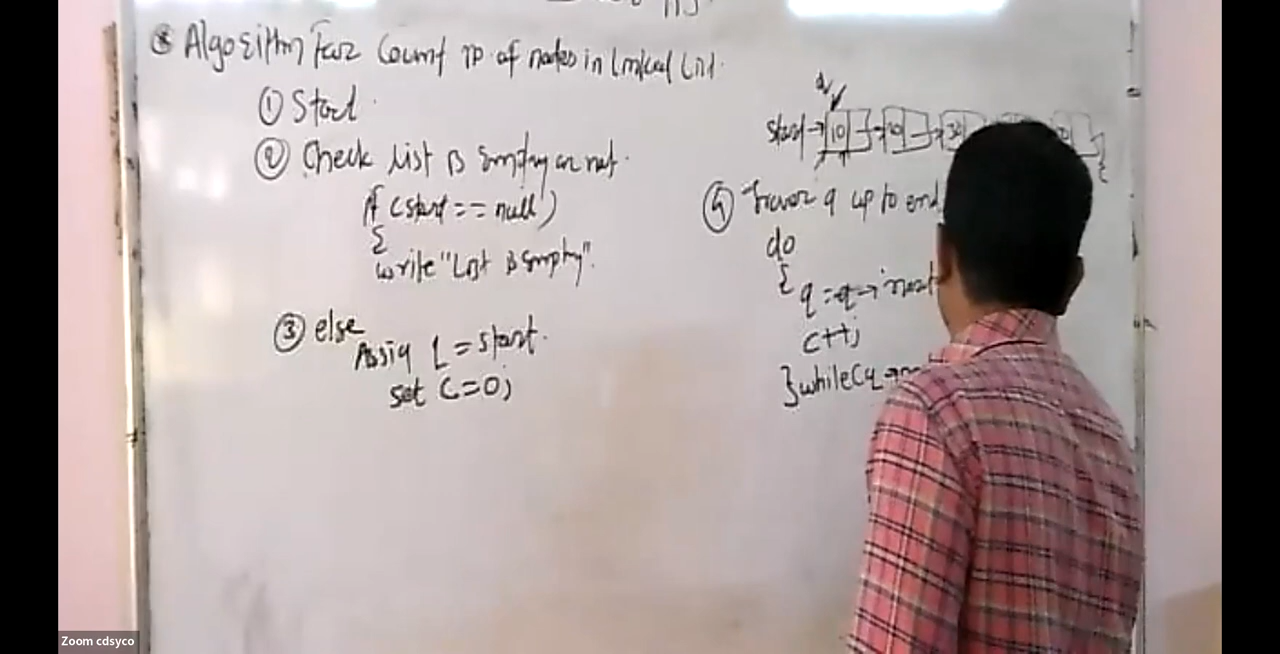 Algorithm For Count no of nodes in Linked List
① Start
② Check List is Empty or not.
if (start == null)
{
write "List is Empty".
③ else
Assign q = start.
set C=0;
start → 10
④ Travers q up to end
do
{
q = q → next
c++;
} while(q
Zoom cdsyco